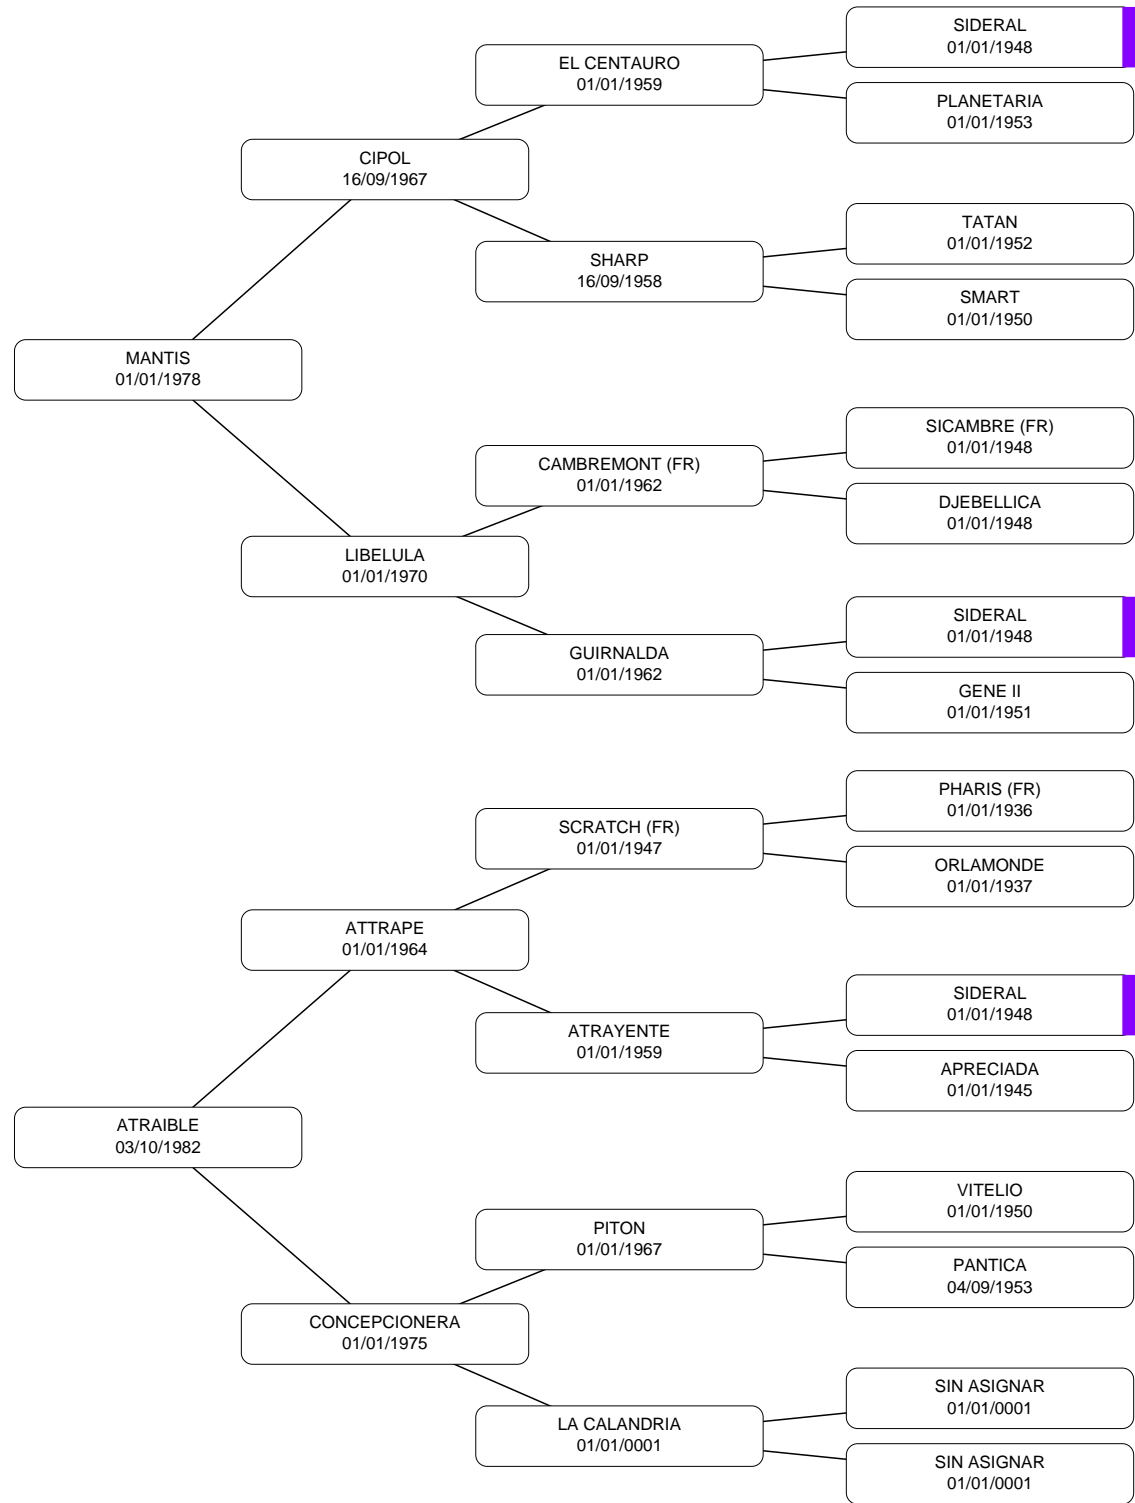 SIDERAL
01/01/1948
EL CENTAURO
01/01/1959
PLANETARIA
01/01/1953
CIPOL
16/09/1967
TATAN
01/01/1952
SHARP
16/09/1958
SMART
01/01/1950
MANTIS
01/01/1978
SICAMBRE (FR)
01/01/1948
CAMBREMONT (FR)
01/01/1962
DJEBELLICA
01/01/1948
LIBELULA
01/01/1970
SIDERAL
01/01/1948
GUIRNALDA
01/01/1962
GENE II
01/01/1951
PHARIS (FR)
01/01/1936
SCRATCH (FR)
01/01/1947
ORLAMONDE
01/01/1937
ATTRAPE
01/01/1964
SIDERAL
01/01/1948
ATRAYENTE
01/01/1959
APRECIADA
01/01/1945
ATRAIBLE
03/10/1982
VITELIO
01/01/1950
PITON
01/01/1967
PANTICA
04/09/1953
CONCEPCIONERA
01/01/1975
SIN ASIGNAR
01/01/0001
LA CALANDRIA
01/01/0001
SIN ASIGNAR
01/01/0001